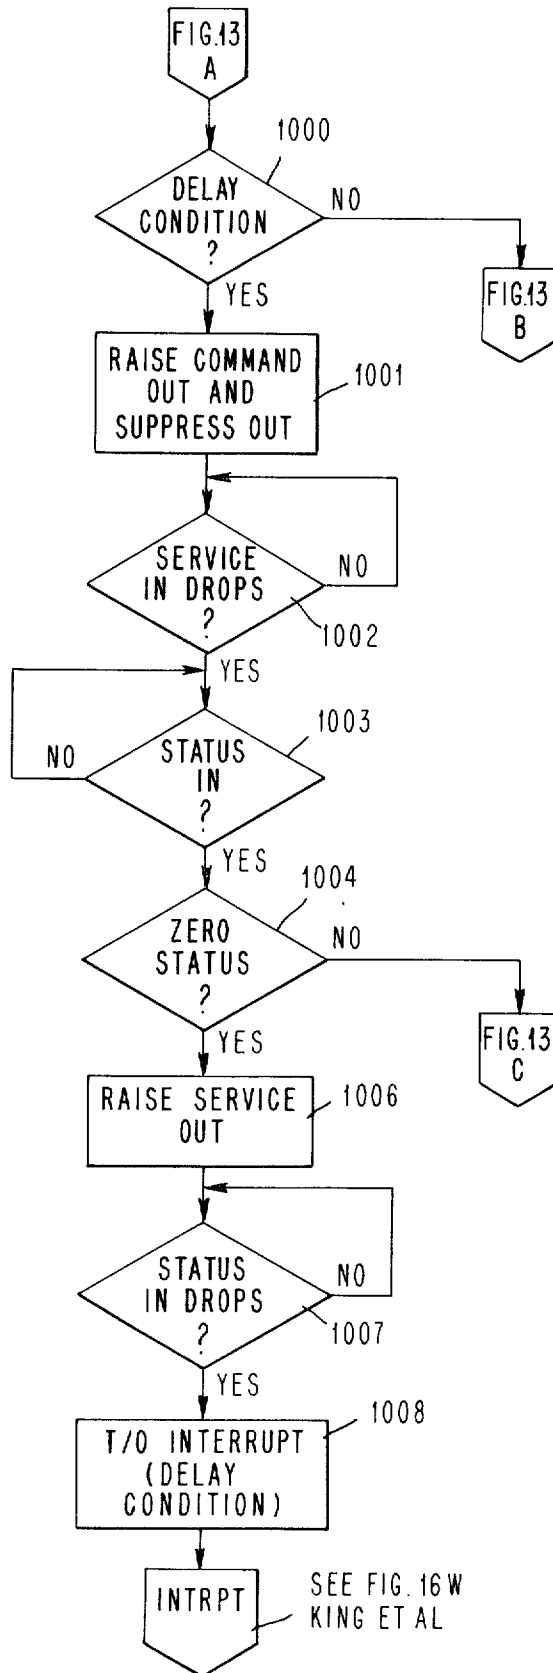 FIG.13
A
1000
DELAY
CONDITION
?
NO
YES
FIG.13
B
RAISE COMMAND
OUT AND
SUPPRESS OUT
1001
SERVICE
IN DROPS
?
NO
1002
YES
1003
STATUS
IN
?
NO
YES
1004
ZERO
STATUS
?
NO
YES
FIG.13
C
RAISE SERVICE
OUT
1006
STATUS
IN DROPS
?
NO
1007
YES
1008
T/O INTERRUPT
(DELAY
CONDITION)
INTRPT
SEE FIG. 16W
KING ET AL